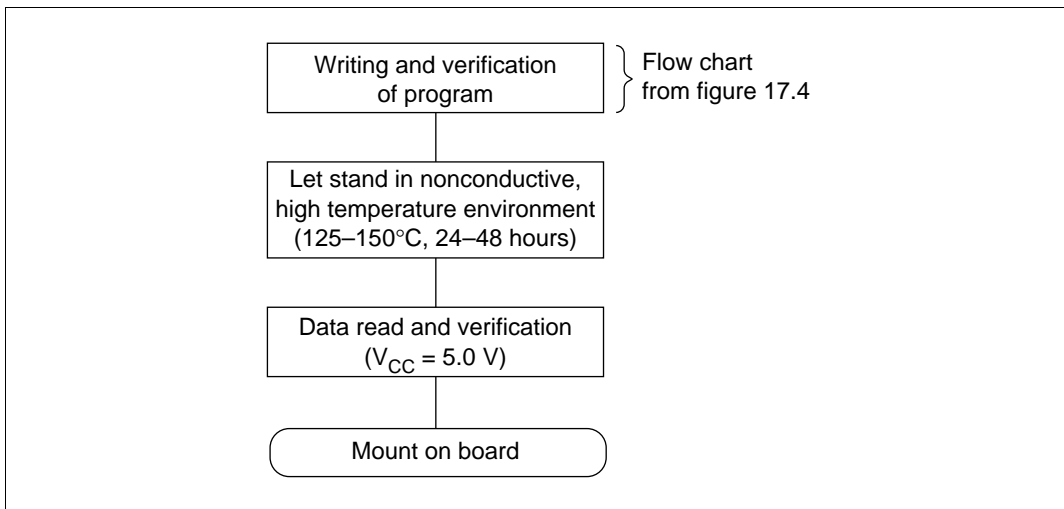 Writing and verification
of program
Flow chart
from figure 17.4
Let stand in nonconductive,
high temperature environment
(125–150°C, 24–48 hours)
Data read and verification
(VCC = 5.0 V)
Mount on board